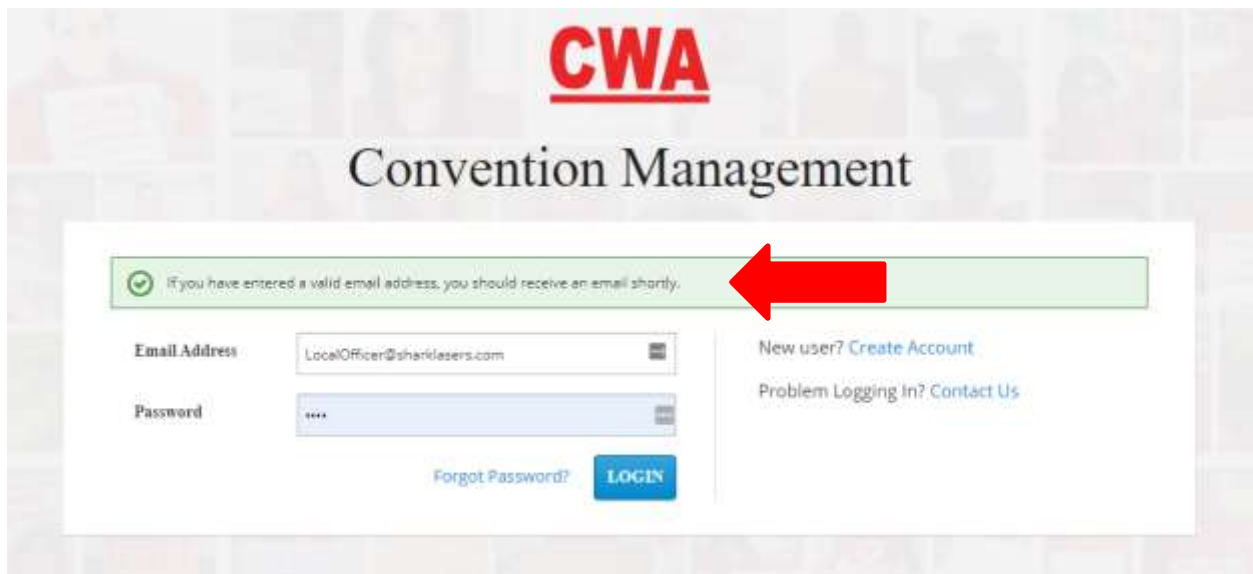 CWA
Convention Management
If you have entered a valid email address, you should receive an email shortly.
Email Address
LocalOfficer@sharklasers.com
New user? Create Account
Problem Logging In? Contact Us
Password
••••
Forgot Password?
LOGIN